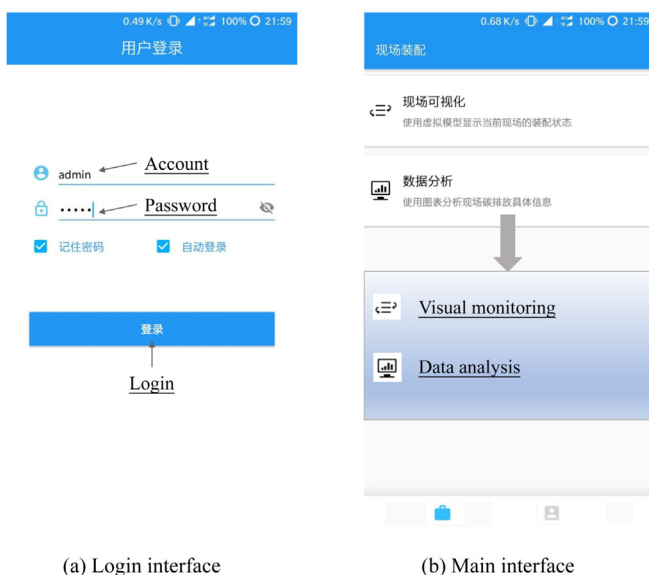 0.49 K/s 100% 21:59
用户登录
admin
Account
•••••
Password
记住密码
自动登录
登录
Login
(a) Login interface
0.68 K/s 100% 21:59
现场装配
现场可视化
使用虚拟模型显示当前现场的装配状态
数据分析
使用图表分析现场碳排放具体信息
Visual monitoring
Data analysis
(b) Main interface